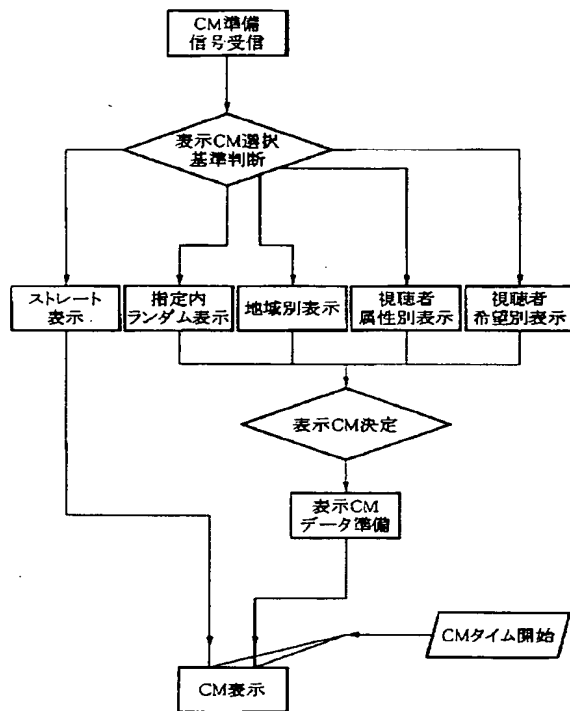 CM準備
信号受信
表示CM選択
基準判断
ストレート
表示
指定内
ランダム表示
地域別表示
視聴者
属性別表示
視聴者
希望別表示
表示CM決定
表示CM
データ準備
CMタイム開始
CM表示